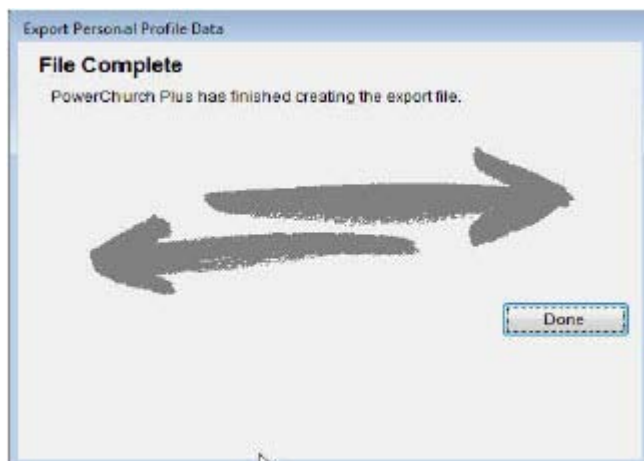 Export Personal Profile Data
File Complete
PowerChurch Plus has finished creating the export file.
Done